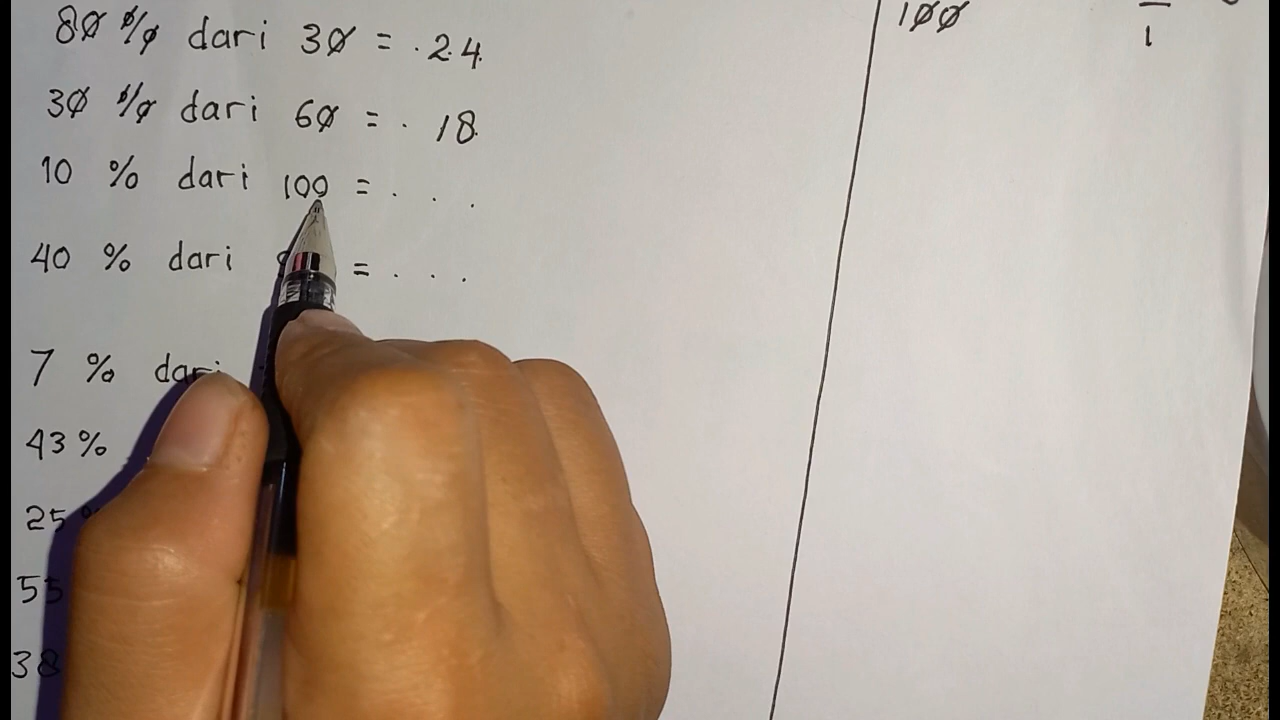 80 % dari 30 = . 24.
30 % dari 60 = . 18.
10 % dari 100 = . . .
40 % dari = . . .
7 % dari
43 %
25
55
38
100
1